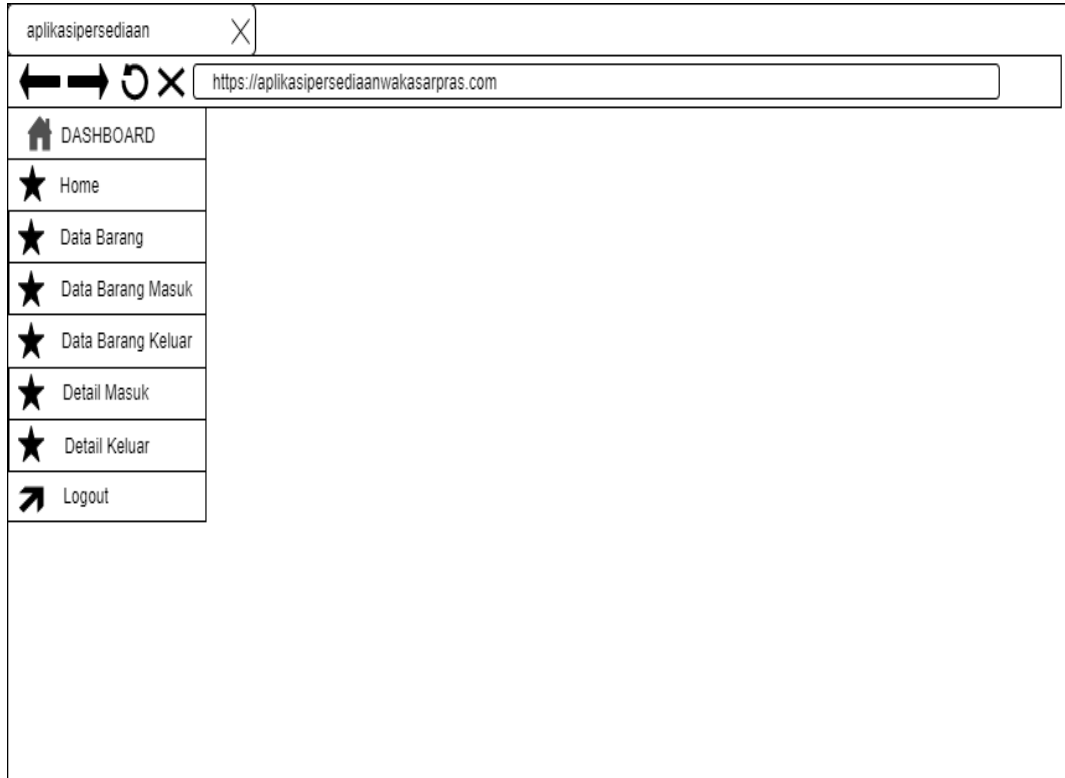 aplikasipersediaan
https://aplikasipersediaanwakasarpras.com
DASHBOARD
Home
Data Barang
Data Barang Masuk
Data Barang Keluar
Detail Masuk
Detail Keluar
Logout